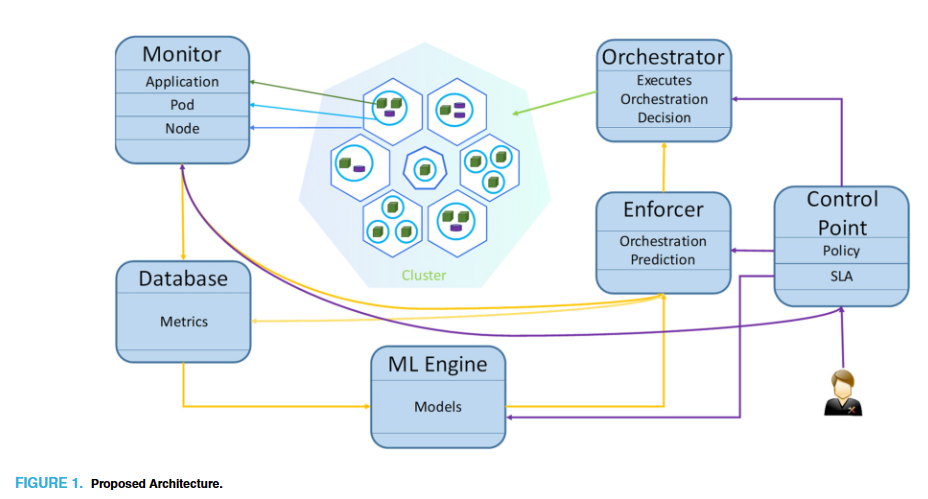 Monitor
Application
Pod
Node
Orchestrator
Executes
Orchestration
Decision
Cluster
Enforcer
Orchestration
Prediction
Control
Point
Policy
SLA
Database
Metrics
ML Engine
Models
FIGURE 1. Proposed Architecture.